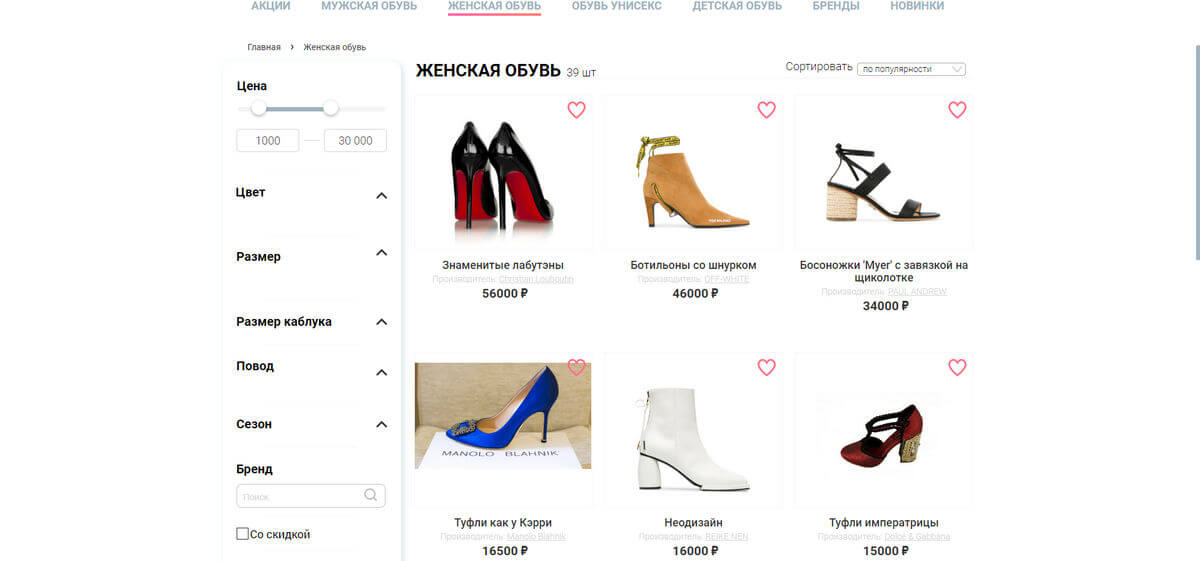 АКЦИИ МУЖСКАЯ ОБУВЬ ЖЕНСКАЯ ОБУВЬ ОБУВЬ УНИСЕКС ДЕТСКАЯ ОБУВЬ БРЕНДЫ НОВИНКИ
Главная › Женская обувь
Цена
1000 — 30 000
Цвет
Размер
Размер каблука
Повод
Сезон
Бренд
Поиск
Со скидкой
ЖЕНСКАЯ ОБУВЬ 39 шт
Сортировать по популярности
Знаменитые лабутэны
Производитель: Christian Louboutin
56000 ₽
Ботильоны со шнурком
Производитель: OFF-WHITE
46000 ₽
Босоножки 'Myer' с завязкой на
щиколотке
Производитель: PAUL ANDREW
34000 ₽
MANOLO BLAHNIK
Туфли как у Кэрри
Производитель: Manolo Blahnik
16500 ₽
Неодизайн
Производитель: REIKE NEN
16000 ₽
Туфли императрицы
Производитель: Dolce & Gabbana
15000 ₽